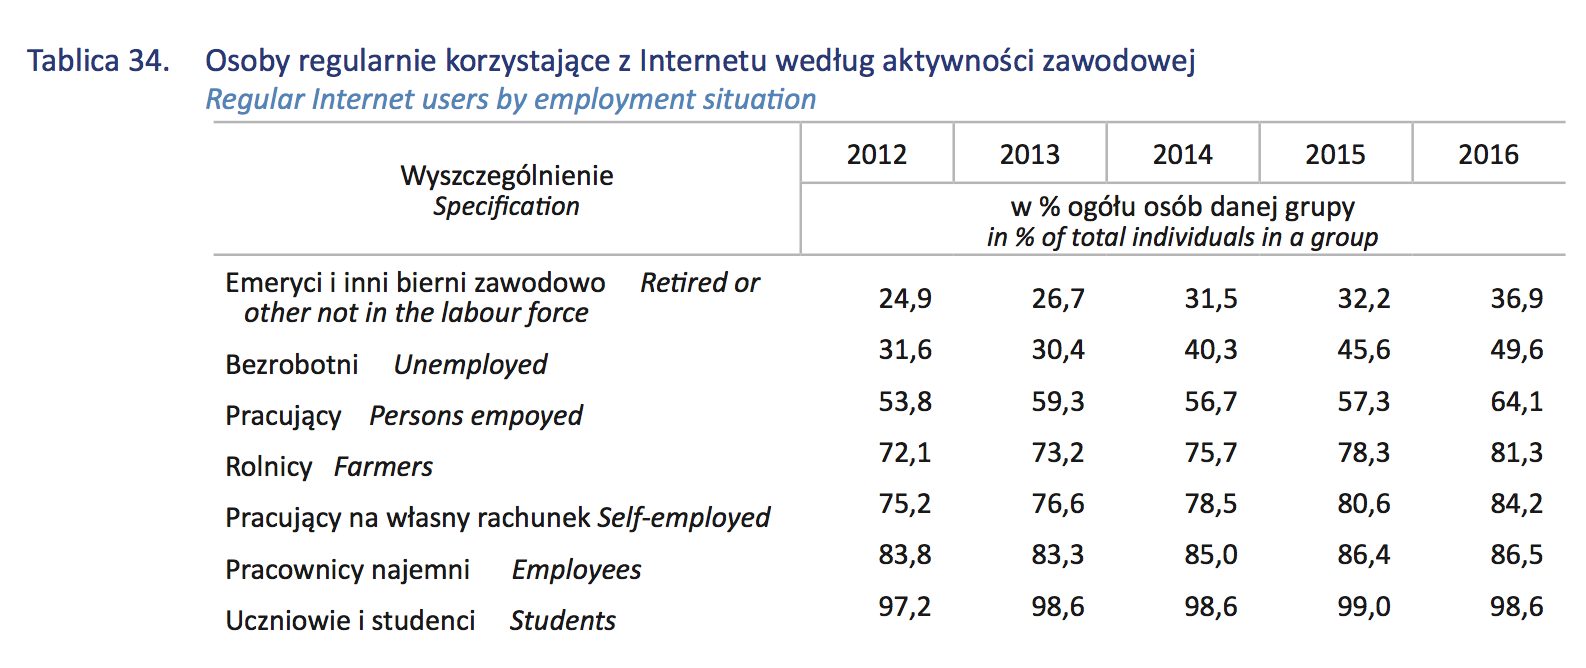 Tablica 34. Osoby regularnie korzystające z Internetu według aktywności zawodowej
Regular Internet users by employment situation
Wyszczególnienie
Specification
2012 2013 2014 2015 2016
w % ogółu osób danej grupy
in % of total individuals in a group
Emeryci i inni bierni zawodowo Retired or
other not in the labour force 24,9 26,7 31,5 32,2 36,9
Bezrobotni Unemployed 31,6 30,4 40,3 45,6 49,6
Pracujący Persons empoyed 53,8 59,3 56,7 57,3 64,1
Rolnicy Farmers 72,1 73,2 75,7 78,3 81,3
Pracujący na własny rachunek Self-employed 75,2 76,6 78,5 80,6 84,2
Pracownicy najemni Employees 83,8 83,3 85,0 86,4 86,5
Uczniowie i studenci Students 97,2 98,6 98,6 99,0 98,6